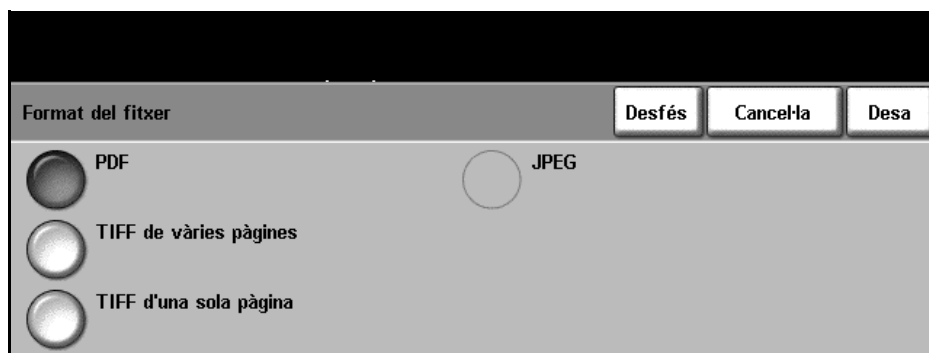 Format del fitxer Desfés Cancel·la Desa
PDF JPEG
TIFF de vàries pàgines
TIFF d'una sola pàgina